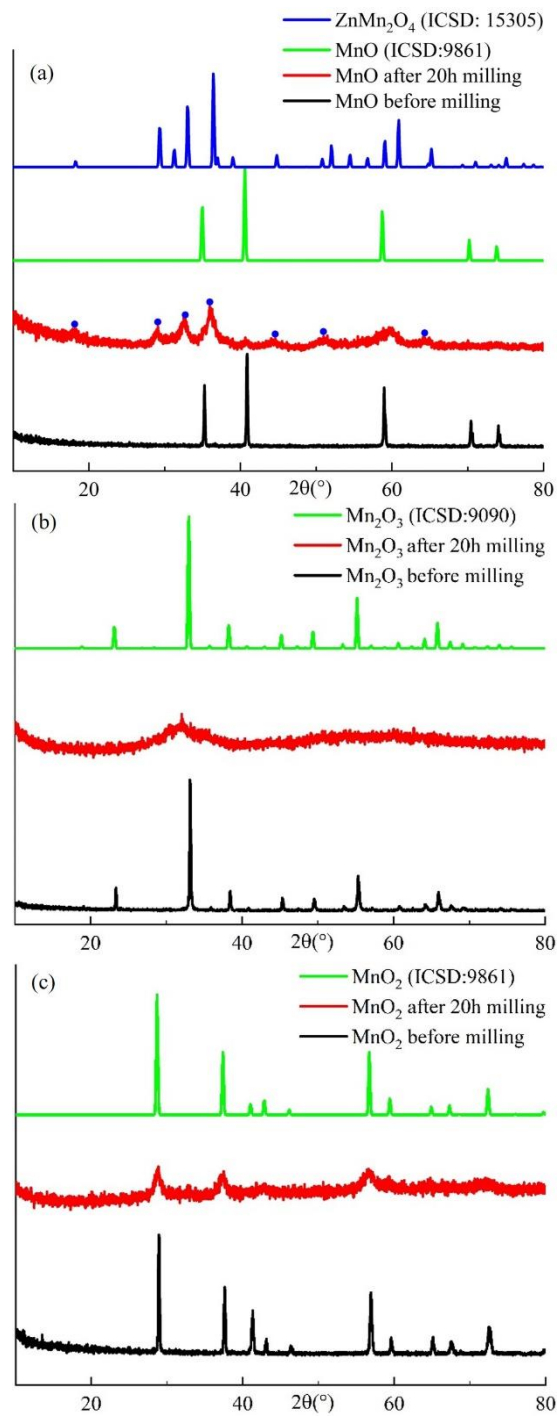 ZnMn₂O₄ (ICSD: 15305)
MnO (ICSD:9861)
(a)
MnO after 20h milling
MnO before milling
20 40 2θ(°) 60 80
(b)
Mn₂O₃ (ICSD:9090)
Mn₂O₃ after 20h milling
Mn₂O₃ before milling
20 40 2θ(°) 60 80
(c)
MnO₂ (ICSD:9861)
MnO₂ after 20h milling
MnO₂ before milling
20 40 2θ(°) 60 80